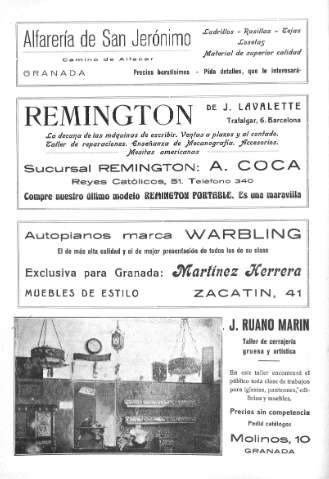 Alfarería de San Jerónimo
Camino de Alfacar
GRANADA
Ladrillos - Rasillas - Tejas
Losetas
Material de superior calidad
Precios baratísimos - Pida detalles, que le interesará
REMINGTON
DE J. LAVALETTE
Trafalgar, 6. Barcelona
La decana de las máquinas de escribir. Ventas a plazos y al contado.
Taller de reparaciones. Enseñanza de Mecanografía. Accesorios.
Mesitas americanas
Sucursal REMINGTON: A. COCA
Reyes Católicos, 51. Teléfono 340
Compre nuestro último modelo REMINGTON PORTABLE. Es una maravilla
Autopianos marca WARBLING
El de más alta calidad y el de mejor presentación de todos los de su clase
Exclusiva para Granada: Martínez Herrera
MUEBLES DE ESTILO ZACATIN, 41
J. RUANO MARIN
Taller de cerrajería
gruesa y artística
En este taller encontrará el
público toda clase de trabajos
para iglesias, panteones, edi-
ficios y muebles.
Precios sin competencia
Pedid catálogos
Molinos, 10
GRANADA